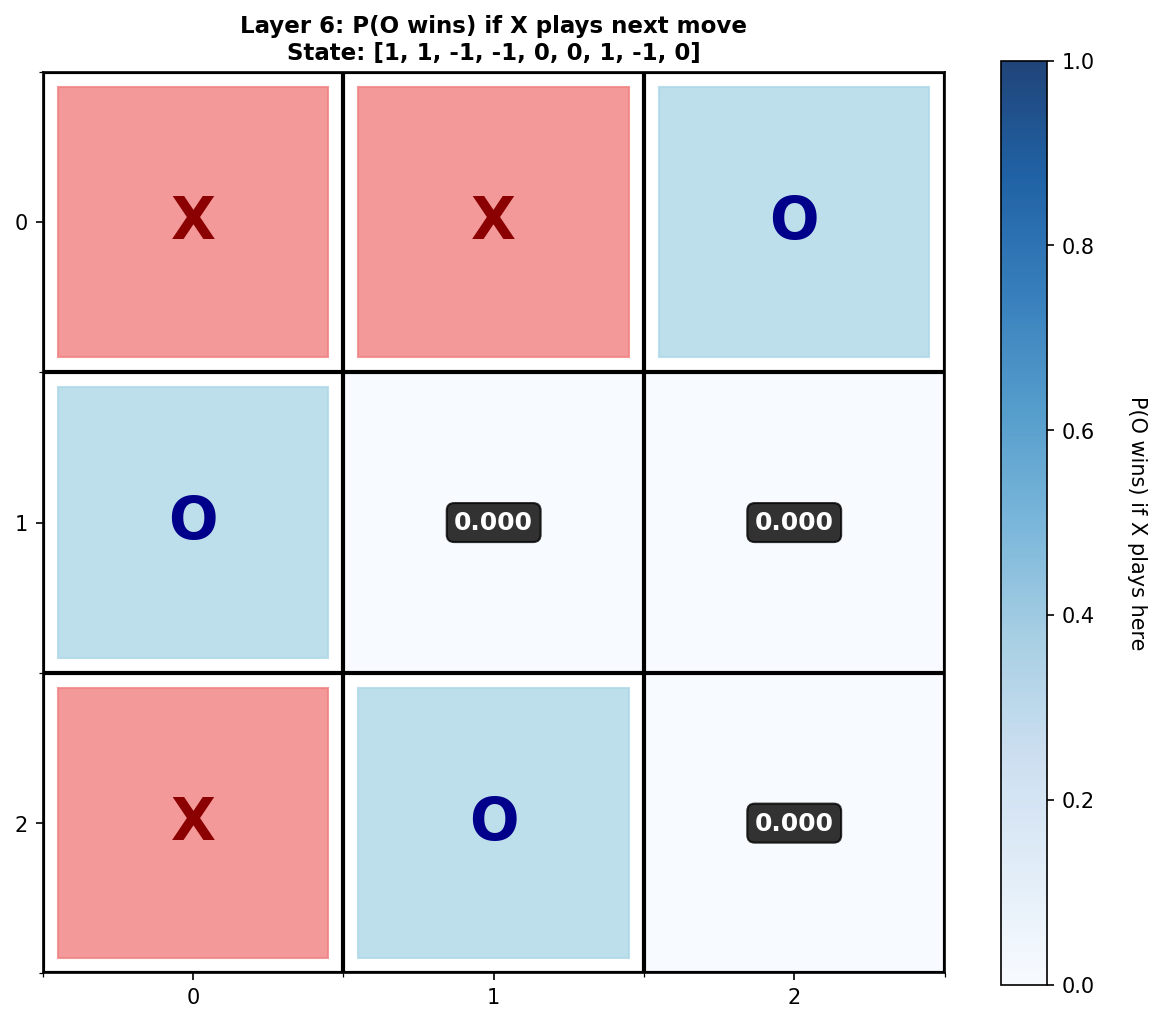 Layer 6: P(O wins) if X plays next move
State: [1, 1, -1, -1, 0, 0, 1, -1, 0]
1.0
0
X
X
O
0.8
0.6
1
O
0.000
0.000
P(O wins) if X plays here
0.4
2
X
O
0.000
0.2
0.0
0
1
2